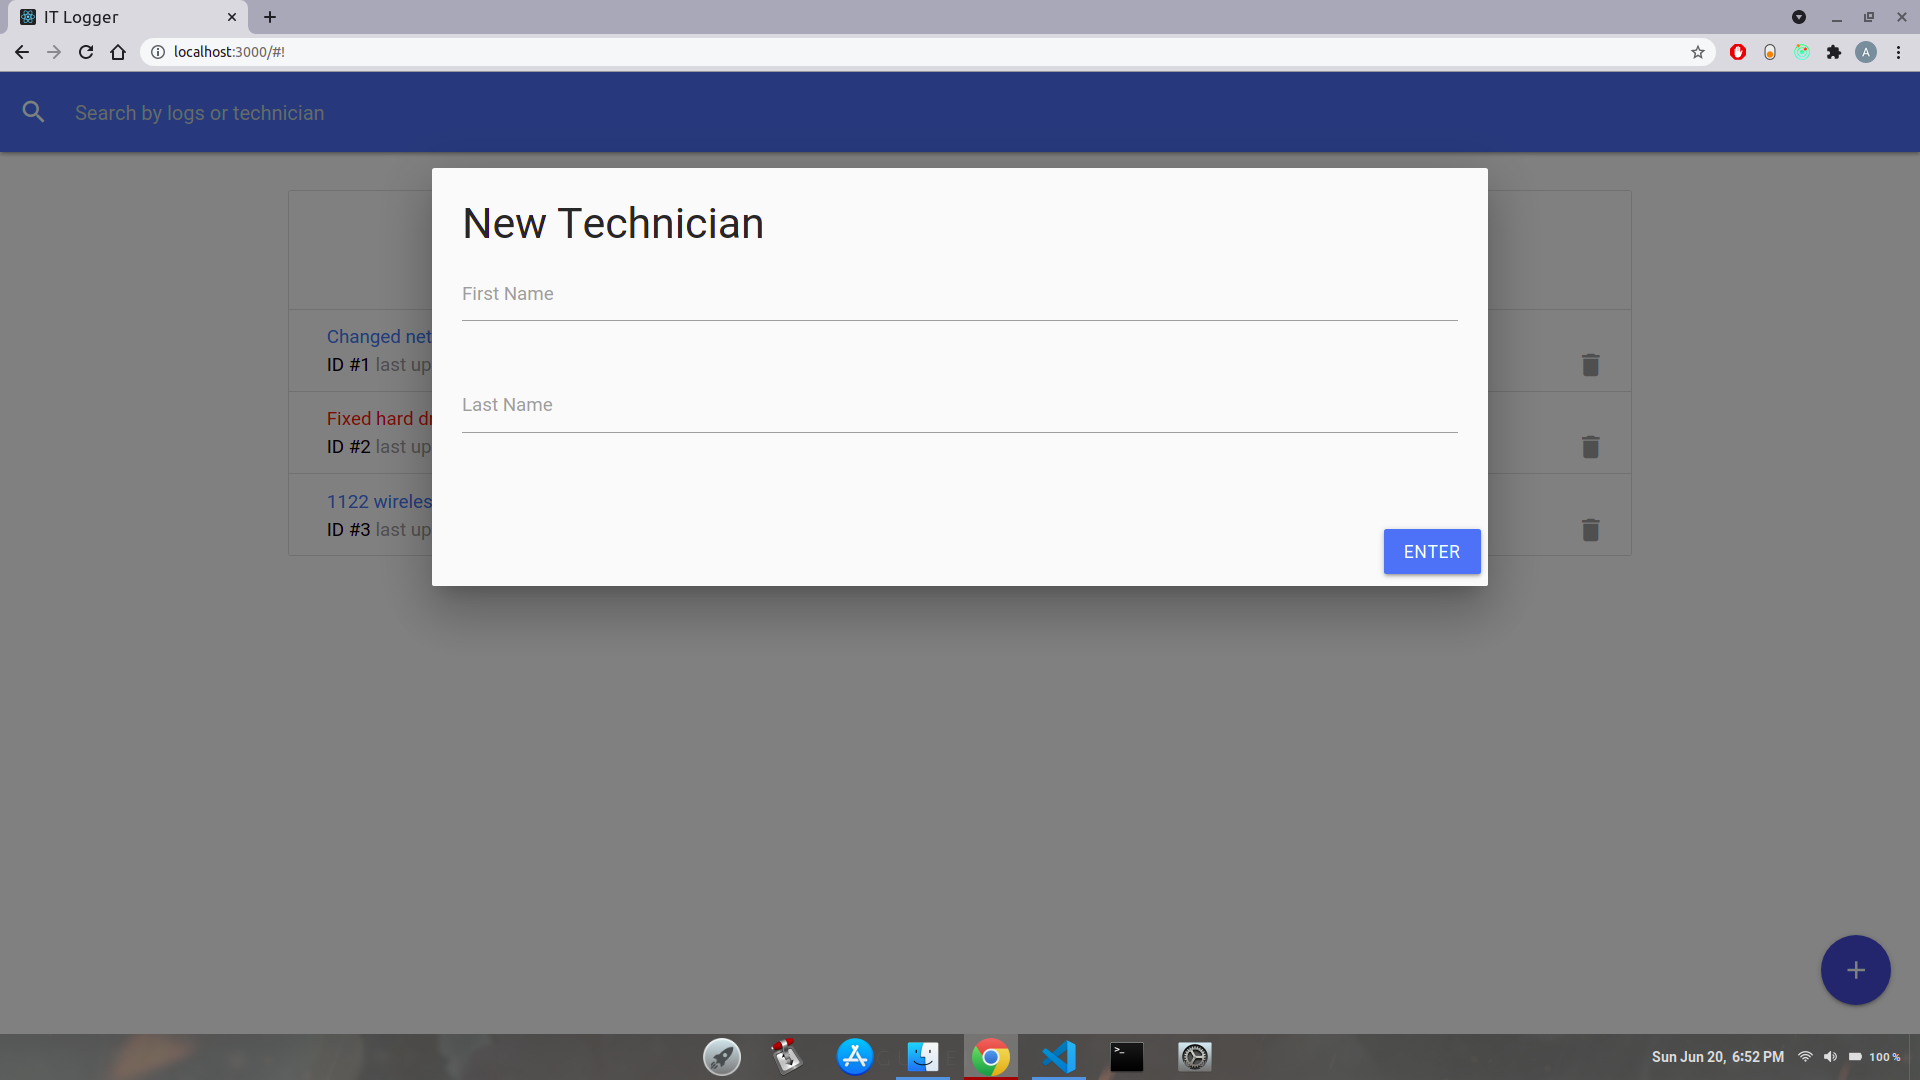 IT Logger
localhost:3000/#!
A
Search by logs or technician
New Technician
First Name
Changed net
ID #1 last up
Last Name
Fixed hard dr
ID #2 last up
1122 wireles
ID #3 last up
ENTER
Sun Jun 20, 6:52 PM 100 %